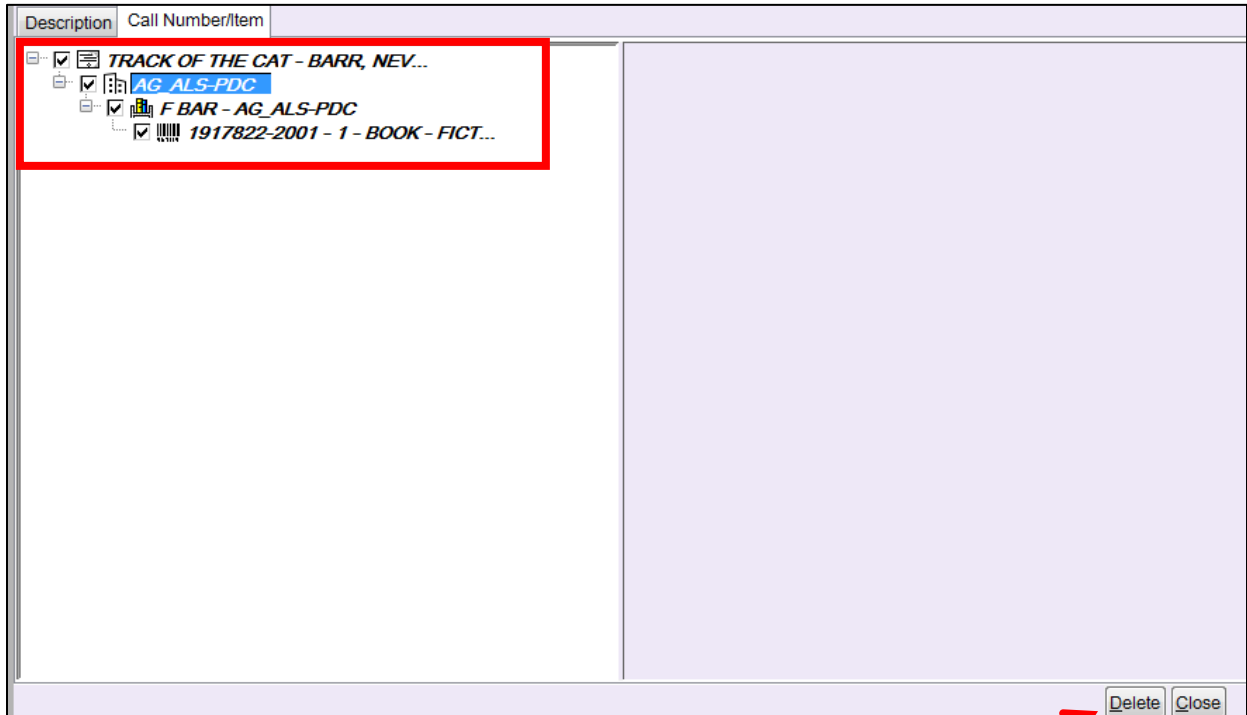 Description Call Number/Item
TRACK OF THE CAT - BARR, NEV...
AG_ALS-PDC
F BAR - AG_ALS-PDC
1917822-2001 - 1 - BOOK - FICT...
Delete Close